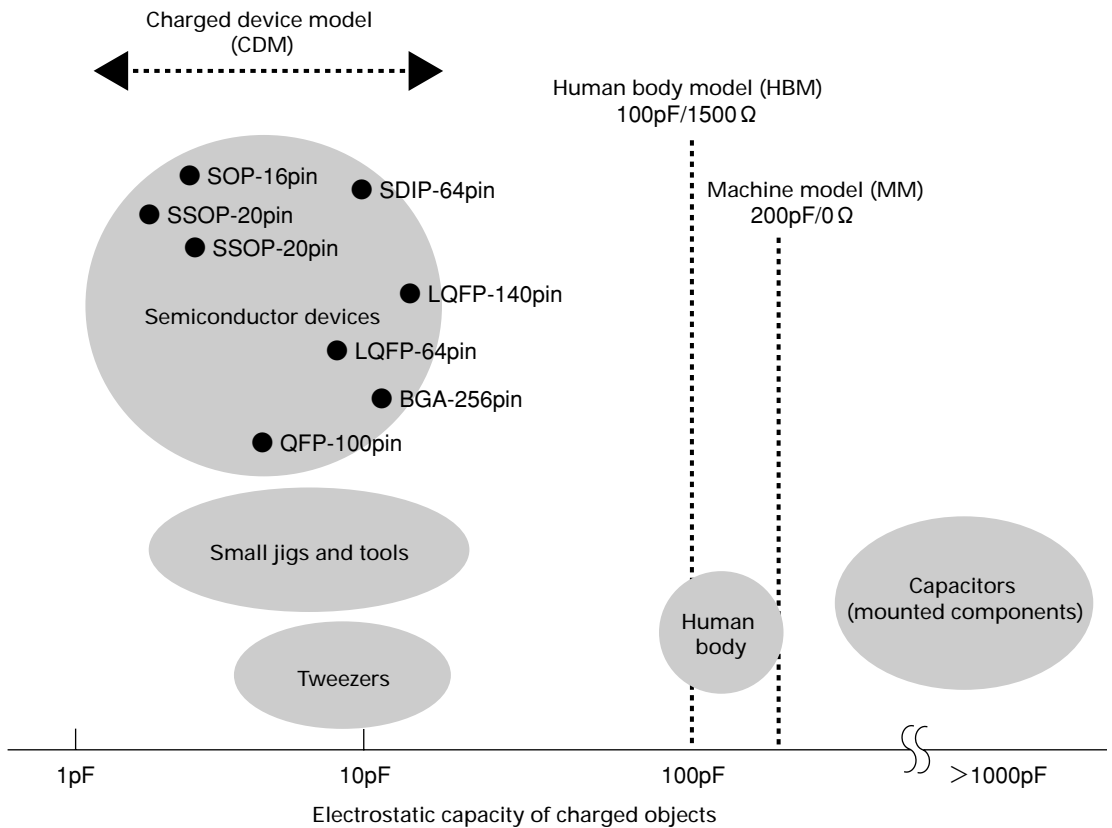 Charged device model
(CDM)
Human body model (HBM)
100pF/1500 Ω
Machine model (MM)
200pF/0 Ω
SOP-16pin
SDIP-64pin
SSOP-20pin
SSOP-20pin
LQFP-140pin
Semiconductor devices
LQFP-64pin
BGA-256pin
QFP-100pin
Small jigs and tools
Capacitors
(mounted components)
Human
body
Tweezers
1pF
10pF
100pF
>1000pF
Electrostatic capacity of charged objects